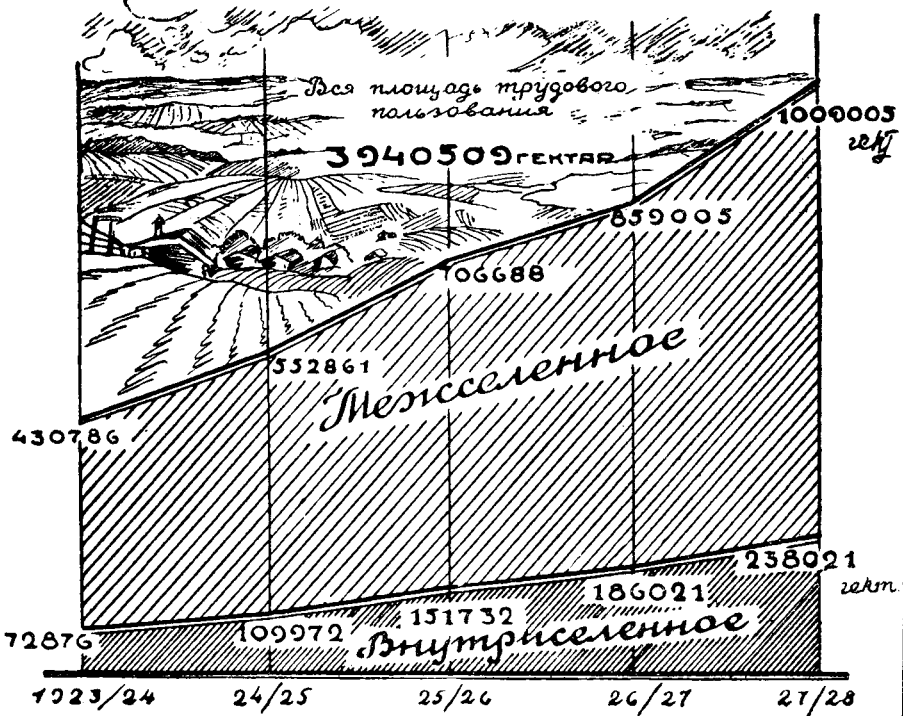 Вся площадь трудового
пользования
3940509 ГЕКТАР
1009005
гект
859005
706688
552861
430786
Межселенное
238021
гект.
186021
151732
109972
72876
Внутриселенное
1923/24 24/25 25/26 26/27 27/28